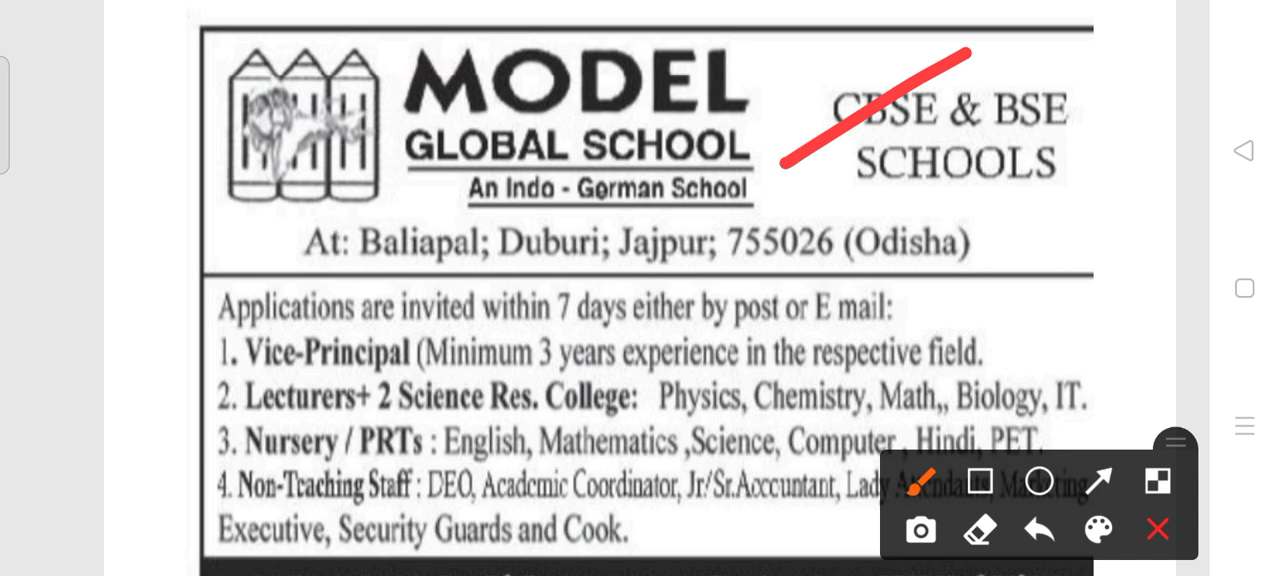 MODEL
GLOBAL SCHOOL
An Indo - German School
CBSE & BSE
SCHOOLS
At: Baliapal; Duburi; Jajpur; 755026 (Odisha)
Applications are invited within 7 days either by post or E mail:
1. Vice-Principal (Minimum 3 years experience in the respective field.
2. Lecturers+ 2 Science Res. College: Physics, Chemistry, Math,, Biology, IT.
3. Nursery / PRTs : English, Mathematics ,Science, Computer , Hindi, PET.
4. Non-Teaching Staff : DEO, Academic Coordinator, Jr/Sr.Accountant, Lady Attendants, Marketing
Executive, Security Guards and Cook.